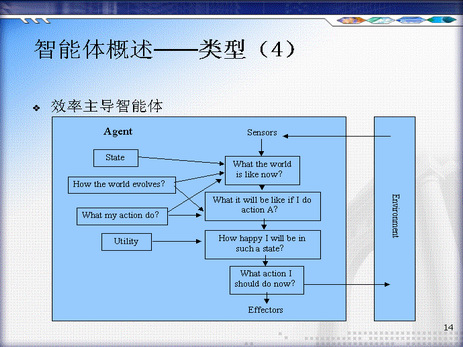 智能体概述——类型（4）
效率主导智能体
Agent
Sensors
State
What the world
is like now?
How the world evolves?
What it will be like if I do
action A?
What my action do?
Environment
Utility
How happy I will be in
such a state?
What action I
should do now?
Effectors
14